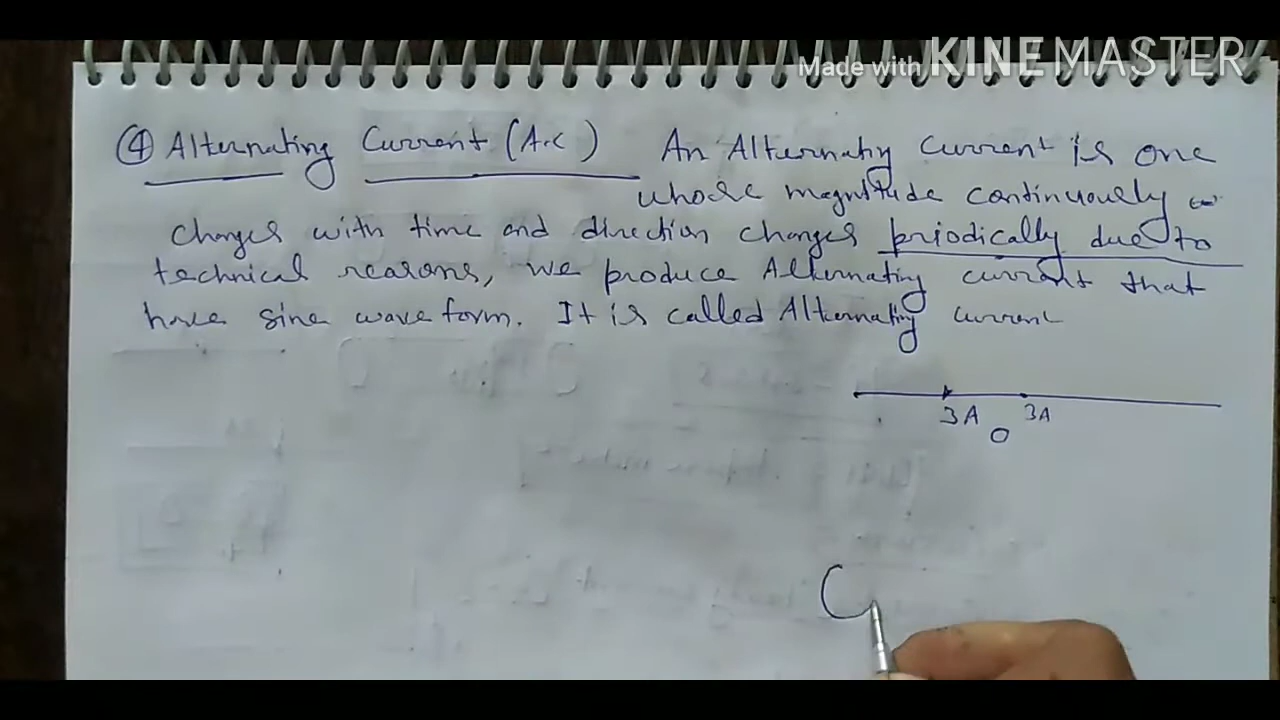 Made with KINEMASTER
④ Alternating Current (A.C) An Alternating Current is one
whose magnitude continuously
changes with time and direction changes priodically due to
technical reasons, we produce Alternating current that
have sine wave form. It is called Alternating current
3A 3A
O
C